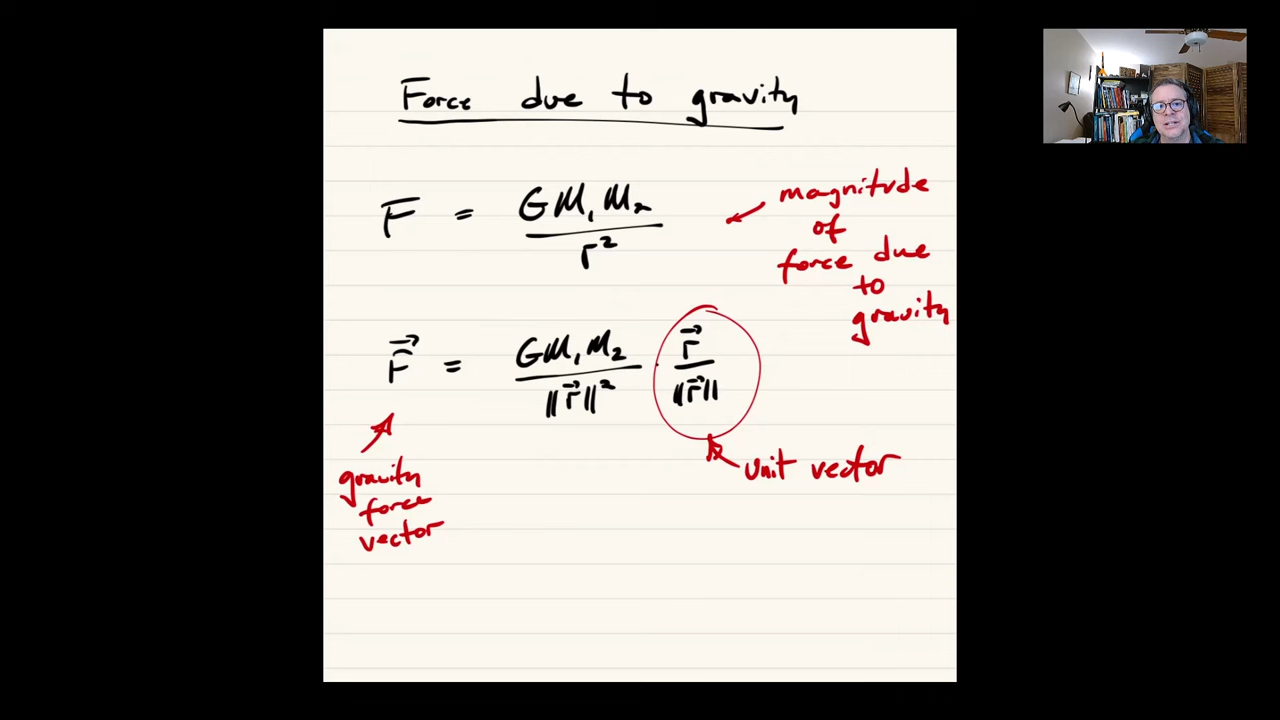 Force due to gravity
F = GM₁M₂ / r²
magnitude
of
force due
to
gravity
F⃗ = GM₁M₂ / ‖r⃗‖² · r⃗ / ‖r⃗‖
unit vector
gravity
force
vector